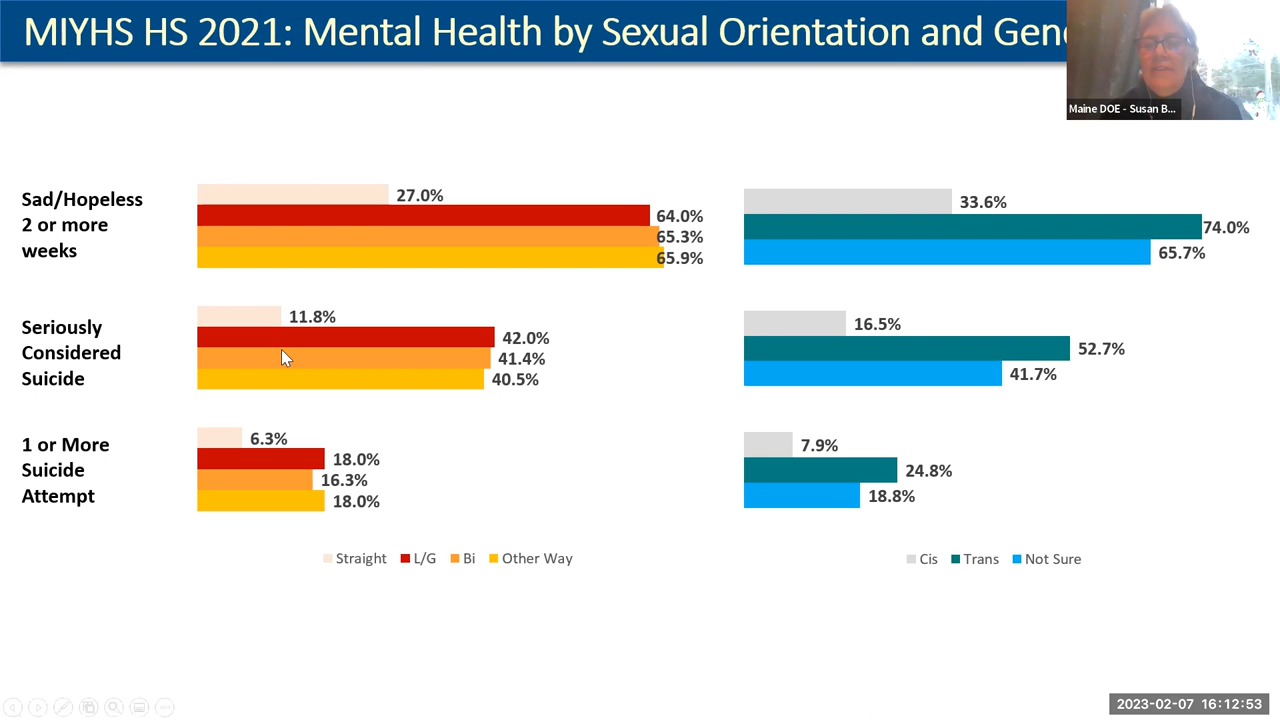 MIYHS HS 2021: Mental Health by Sexual Orientation and Gen
Maine DOE - Susan B...
Sad/Hopeless
2 or more
weeks
27.0%
64.0%
65.3%
65.9%
33.6%
74.0%
65.7%
Seriously
Considered
Suicide
11.8%
42.0%
41.4%
40.5%
16.5%
52.7%
41.7%
1 or More
Suicide
Attempt
6.3%
18.0%
16.3%
18.0%
7.9%
24.8%
18.8%
Straight L/G Bi Other Way
Cis Trans Not Sure
2023-02-07 16:12:53